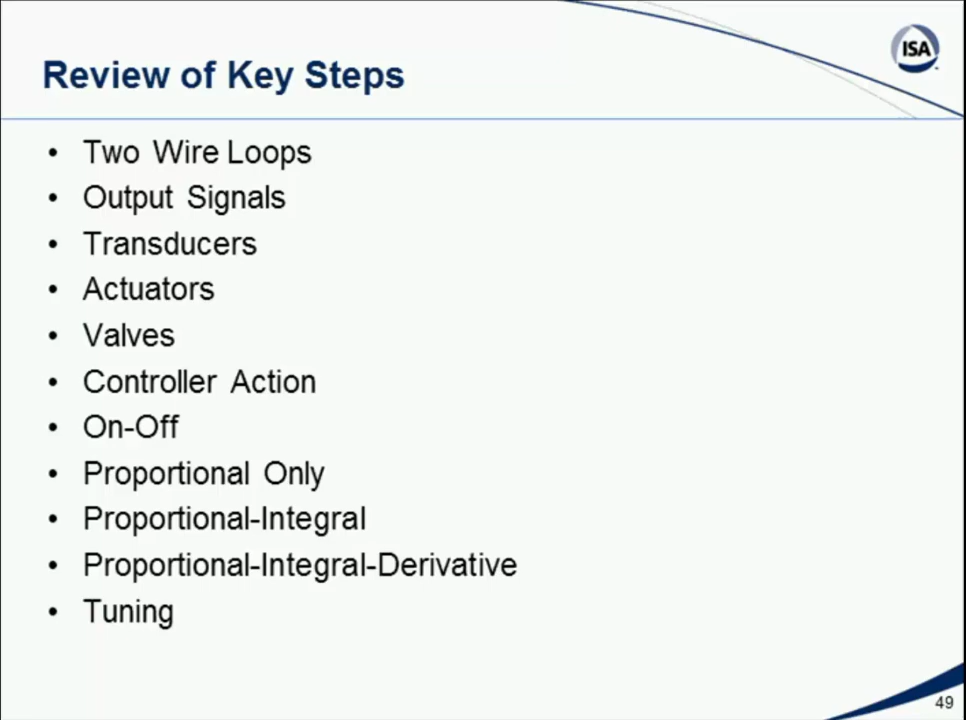 ISA
Review of Key Steps
• Two Wire Loops
• Output Signals
• Transducers
• Actuators
• Valves
• Controller Action
• On-Off
• Proportional Only
• Proportional-Integral
• Proportional-Integral-Derivative
• Tuning
49